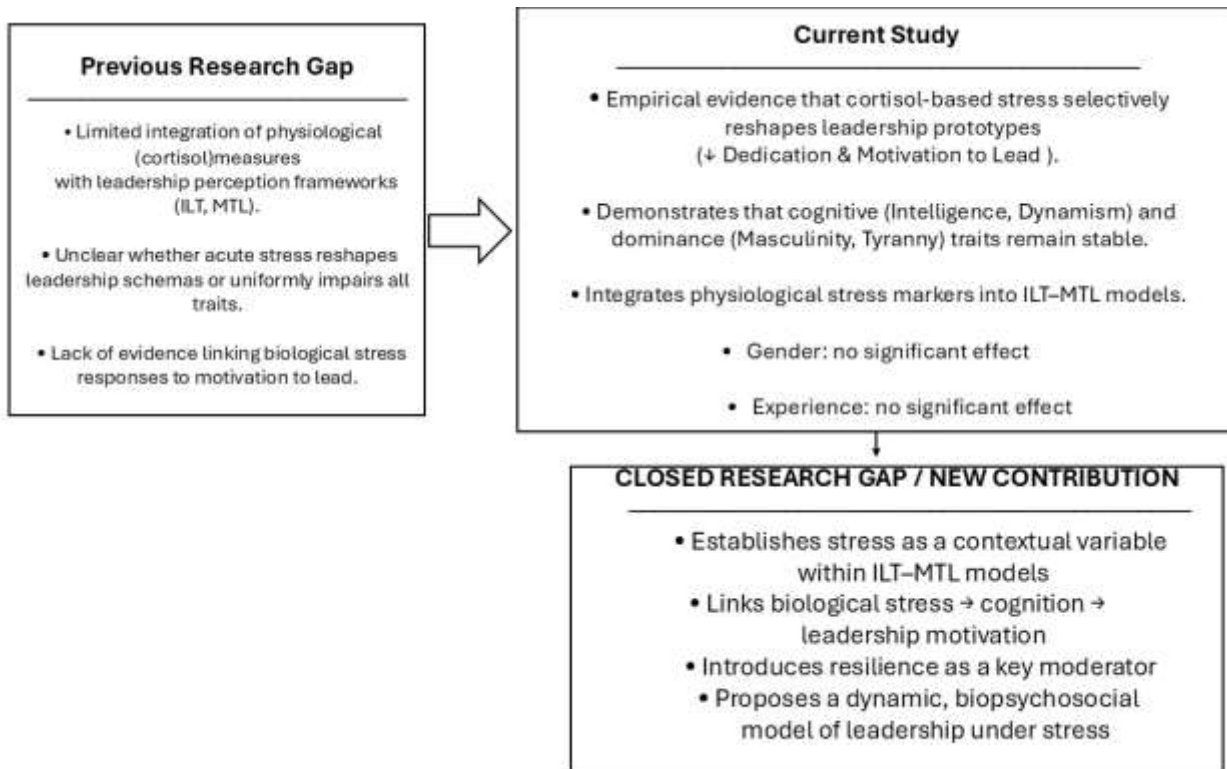 Previous Research Gap
• Limited integration of physiological
(cortisol)measures
with leadership perception frameworks
(ILT, MTL).
• Unclear whether acute stress reshapes
leadership schemas or uniformly impairs all
traits.
• Lack of evidence linking biological stress
responses to motivation to lead.
Current Study
• Empirical evidence that cortisol-based stress selectively
reshapes leadership prototypes
(↓ Dedication & Motivation to Lead ).
• Demonstrates that cognitive (Intelligence, Dynamism) and
dominance (Masculinity, Tyranny) traits remain stable.
• Integrates physiological stress markers into ILT–MTL models.
• Gender: no significant effect
• Experience: no significant effect
CLOSED RESEARCH GAP / NEW CONTRIBUTION
• Establishes stress as a contextual variable
within ILT–MTL models
• Links biological stress → cognition →
leadership motivation
• Introduces resilience as a key moderator
• Proposes a dynamic, biopsychosocial
model of leadership under stress